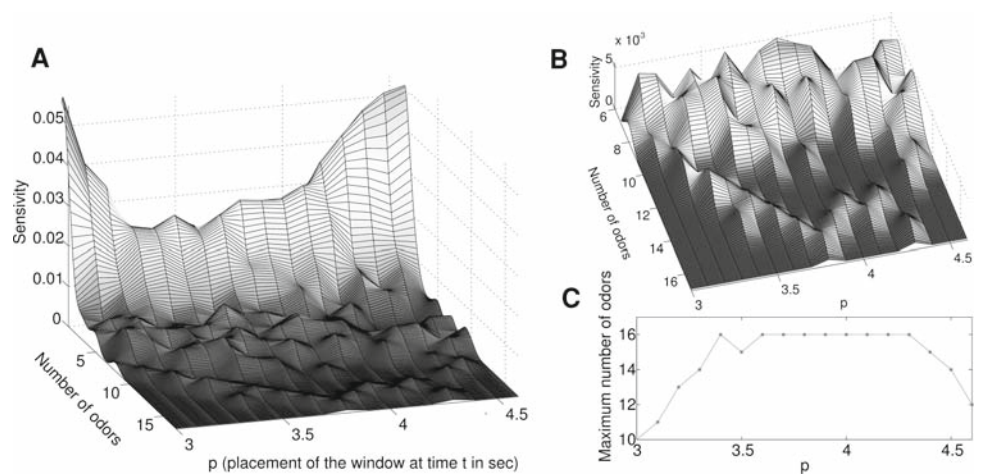 A
0.05
0.04
0.03
0.02
0.01
0
Sensivity
5
10
15
Number of odors
3
3.5
4
4.5
p (placement of the window at time t in sec)
B
x 10³
5
0
Sensivity
6
8
10
12
14
16
Number of odors
3
3.5
4
4.5
p
C
16
14
12
10
Maximum number of odors
3
3.5
4
4.5
p